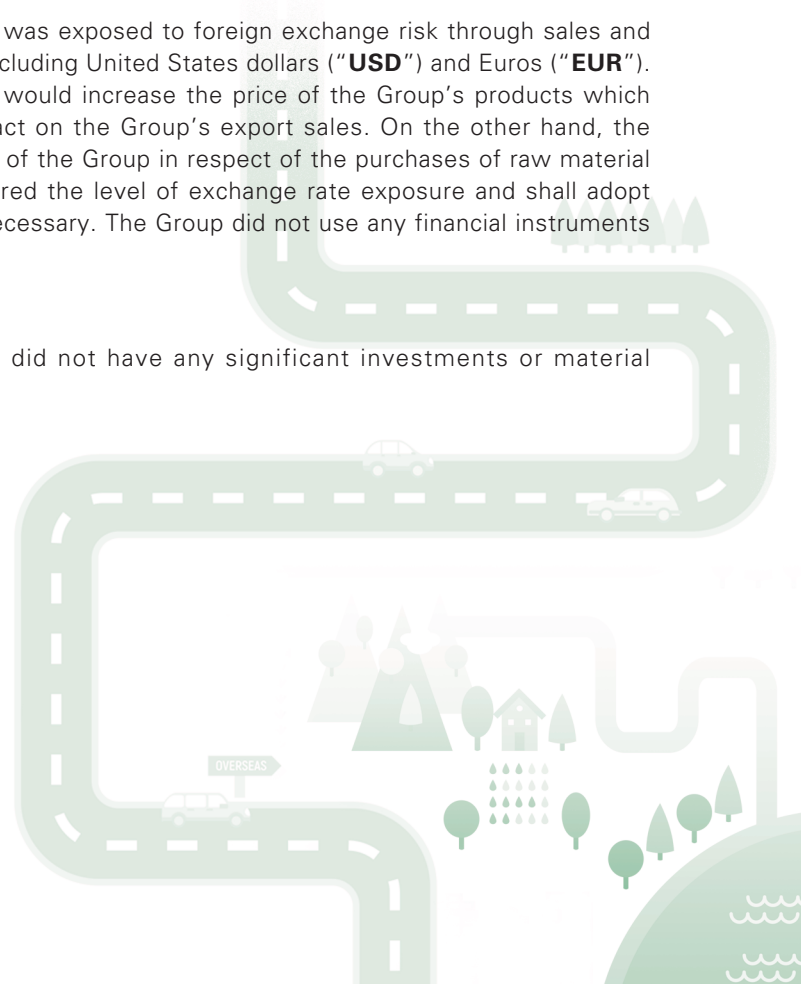 was exposed to foreign exchange risk through sales and
cluding United States dollars (“USD”) and Euros (“EUR”).
would increase the price of the Group’s products which
act on the Group’s export sales. On the other hand, the
of the Group in respect of the purchases of raw material
red the level of exchange rate exposure and shall adopt
ecessary. The Group did not use any financial instruments
did not have any significant investments or material
OVERSEAS